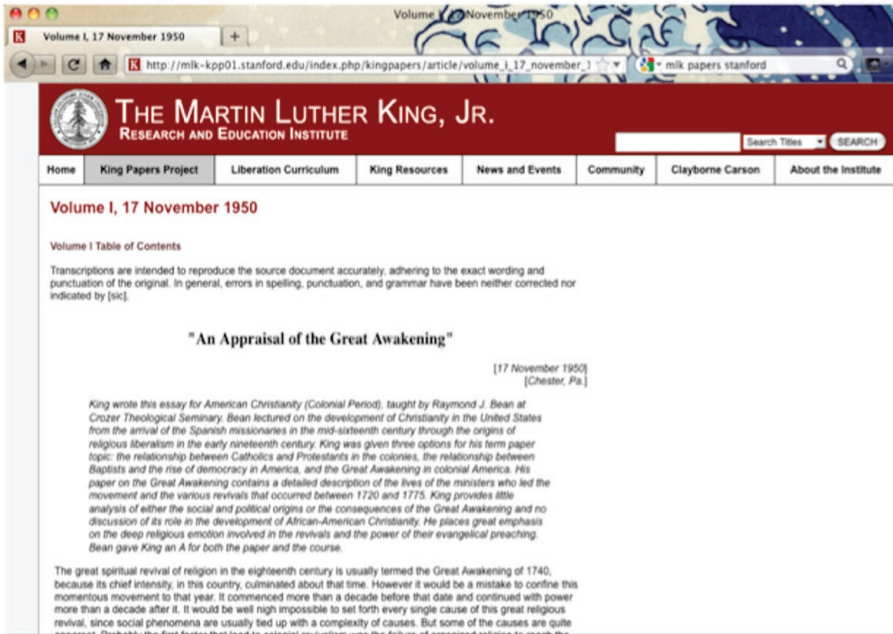 Volume I, 17 November 1950
Volume I, 17 November 1950
+
http://mlk-kpp01.stanford.edu/index.php/kingpapers/article/volume_i_17_november_1
mlk papers stanford
THE MARTIN LUTHER KING, JR.
RESEARCH AND EDUCATION INSTITUTE
Search Titles SEARCH
Home King Papers Project Liberation Curriculum King Resources News and Events Community Clayborne Carson About the Institute
Volume I, 17 November 1950
Volume I Table of Contents
Transcriptions are intended to reproduce the source document accurately, adhering to the exact wording and
punctuation of the original. In general, errors in spelling, punctuation, and grammar have been neither corrected nor
indicated by [sic].
"An Appraisal of the Great Awakening"
[17 November 1950]
[Chester, Pa.]
King wrote this essay for American Christianity (Colonial Period), taught by Raymond J. Bean at
Crozer Theological Seminary. Bean lectured on the development of Christianity in the United States
from the arrival of the Spanish missionaries in the mid-sixteenth century through the origins of
religious liberalism in the early nineteenth century. King was given three options for his term paper
topic: the relationship between Catholics and Protestants in the colonies, the relationship between
Baptists and the rise of democracy in America, and the Great Awakening in colonial America. His
paper on the Great Awakening contains a detailed description of the lives of the ministers who led the
movement and the various revivals that occurred between 1720 and 1775. King provides little
analysis of either the social and political origins or the consequences of the Great Awakening and no
discussion of its role in the development of African-American Christianity. He places great emphasis
on the deep religious emotion involved in the revivals and the power of their evangelical preaching.
Bean gave King an A for both the paper and the course.
The great spiritual revival of religion in the eighteenth century is usually termed the Great Awakening of 1740,
because its chief intensity, in this country, culminated about that time. However it would be a mistake to confine this
momentous movement to that year. It commenced more than a decade before that date and continued with power
more than a decade after it. It would be well nigh impossible to set forth every single cause of this great religious
revival, since social phenomena are usually tied up with a complexity of causes. But some of the causes are quite